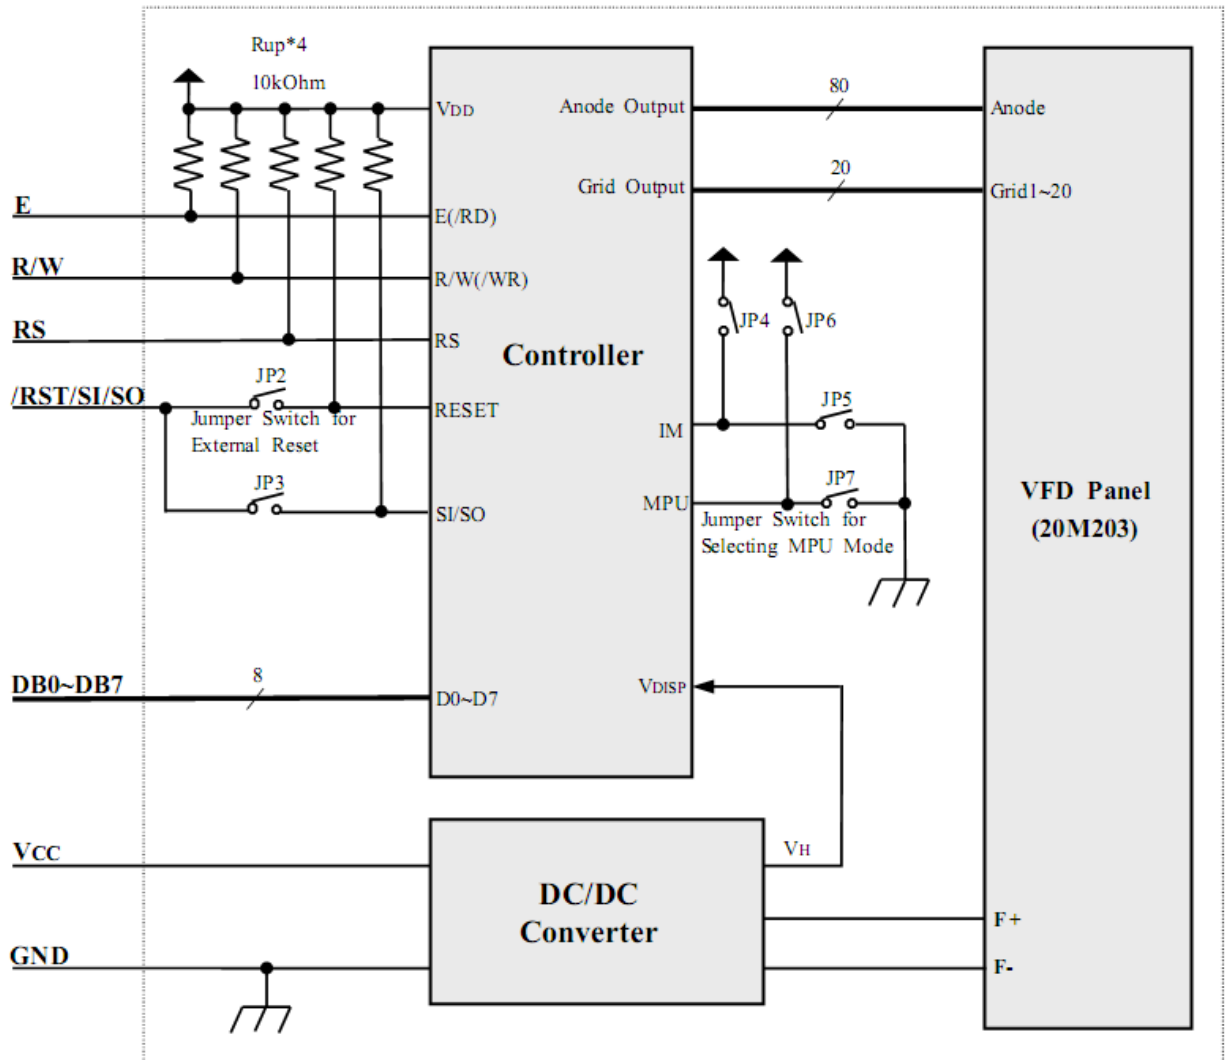 Rup*4
10kOhm
VDD
Anode Output
80
Anode
Grid Output
20
Grid1~20
E
E(/RD)
R/W
R/W(/WR)
RS
RS
Controller
JP4
JP6
/RST/SI/SO
JP2
RESET
Jumper Switch for
External Reset
IM
JP5
JP3
SI/SO
MPU
JP7
Jumper Switch for
Selecting MPU Mode
VFD Panel
(20M203)
DB0~DB7
8
D0~D7
VDISP
VCC
VH
DC/DC
Converter
F+
GND
F-